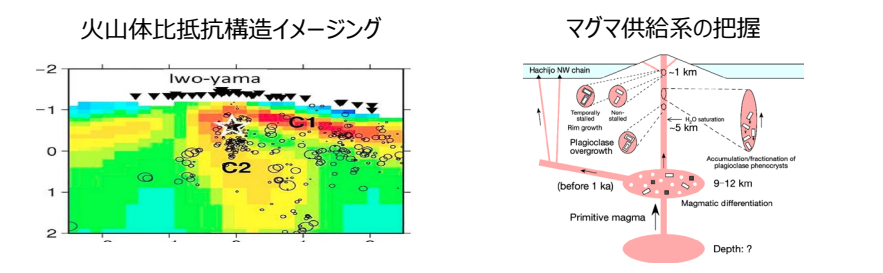 火山体比抵抗構造イメージング
マグマ供給系の把握
−2
−1
0
1
2
Iwo-yama
C1
C2
Hachijo NW chain
~1 km
Temporally
stalled
Rim growth
Non-
stalled
H₂O saturation
~5 km
Plagioclase
overgrowth
Accumulation/fractionation of
plagioclase phenocrysts
(before 1 ka)
9−12 km
Magmatic differentiation
Primitive magma
Depth: ?